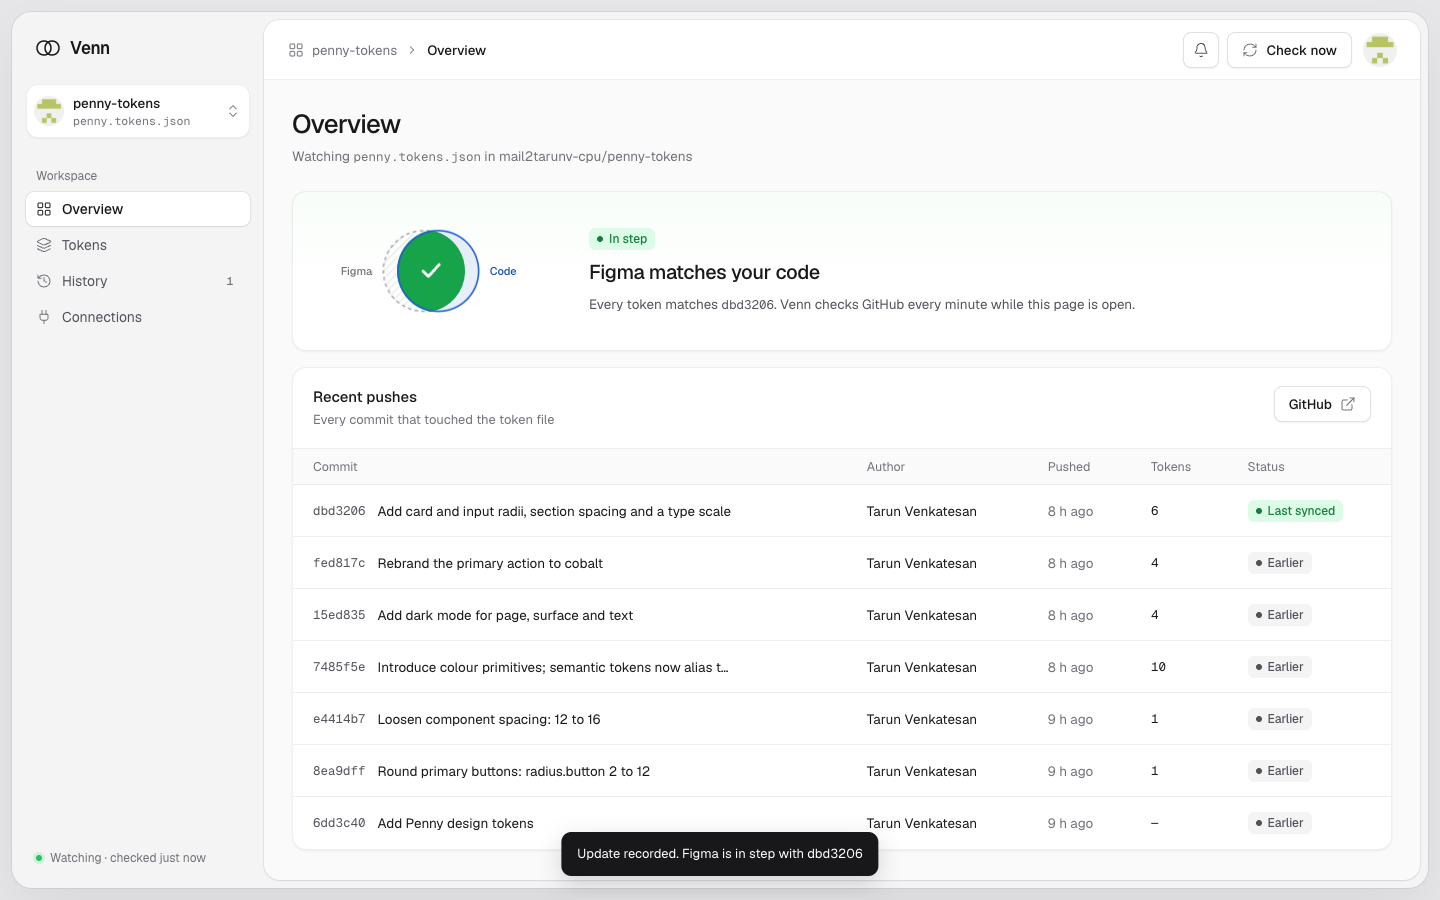 Venn
penny-tokens
penny.tokens.json
Workspace
Overview
Tokens
History 1
Connections
Watching · checked just now
penny-tokens > Overview
Check now
Overview
Watching penny.tokens.json in mail2tarunv-cpu/penny-tokens
Figma
Code
In step
Figma matches your code
Every token matches dbd3206. Venn checks GitHub every minute while this page is open.
Recent pushes
Every commit that touched the token file
GitHub
Commit Author Pushed Tokens Status
dbd3206 Add card and input radii, section spacing and a type scale Tarun Venkatesan 8 h ago 6 Last synced
fed817c Rebrand the primary action to cobalt Tarun Venkatesan 8 h ago 4 Earlier
15ed835 Add dark mode for page, surface and text Tarun Venkatesan 8 h ago 4 Earlier
7485f5e Introduce colour primitives; semantic tokens now alias t… Tarun Venkatesan 8 h ago 10 Earlier
e4414b7 Loosen component spacing: 12 to 16 Tarun Venkatesan 9 h ago 1 Earlier
8ea9dff Round primary buttons: radius.button 2 to 12 Tarun Venkatesan 9 h ago 1 Earlier
6dd3c40 Add Penny design tokens Tarun Venkatesan 9 h ago – Earlier
Update recorded. Figma is in step with dbd3206